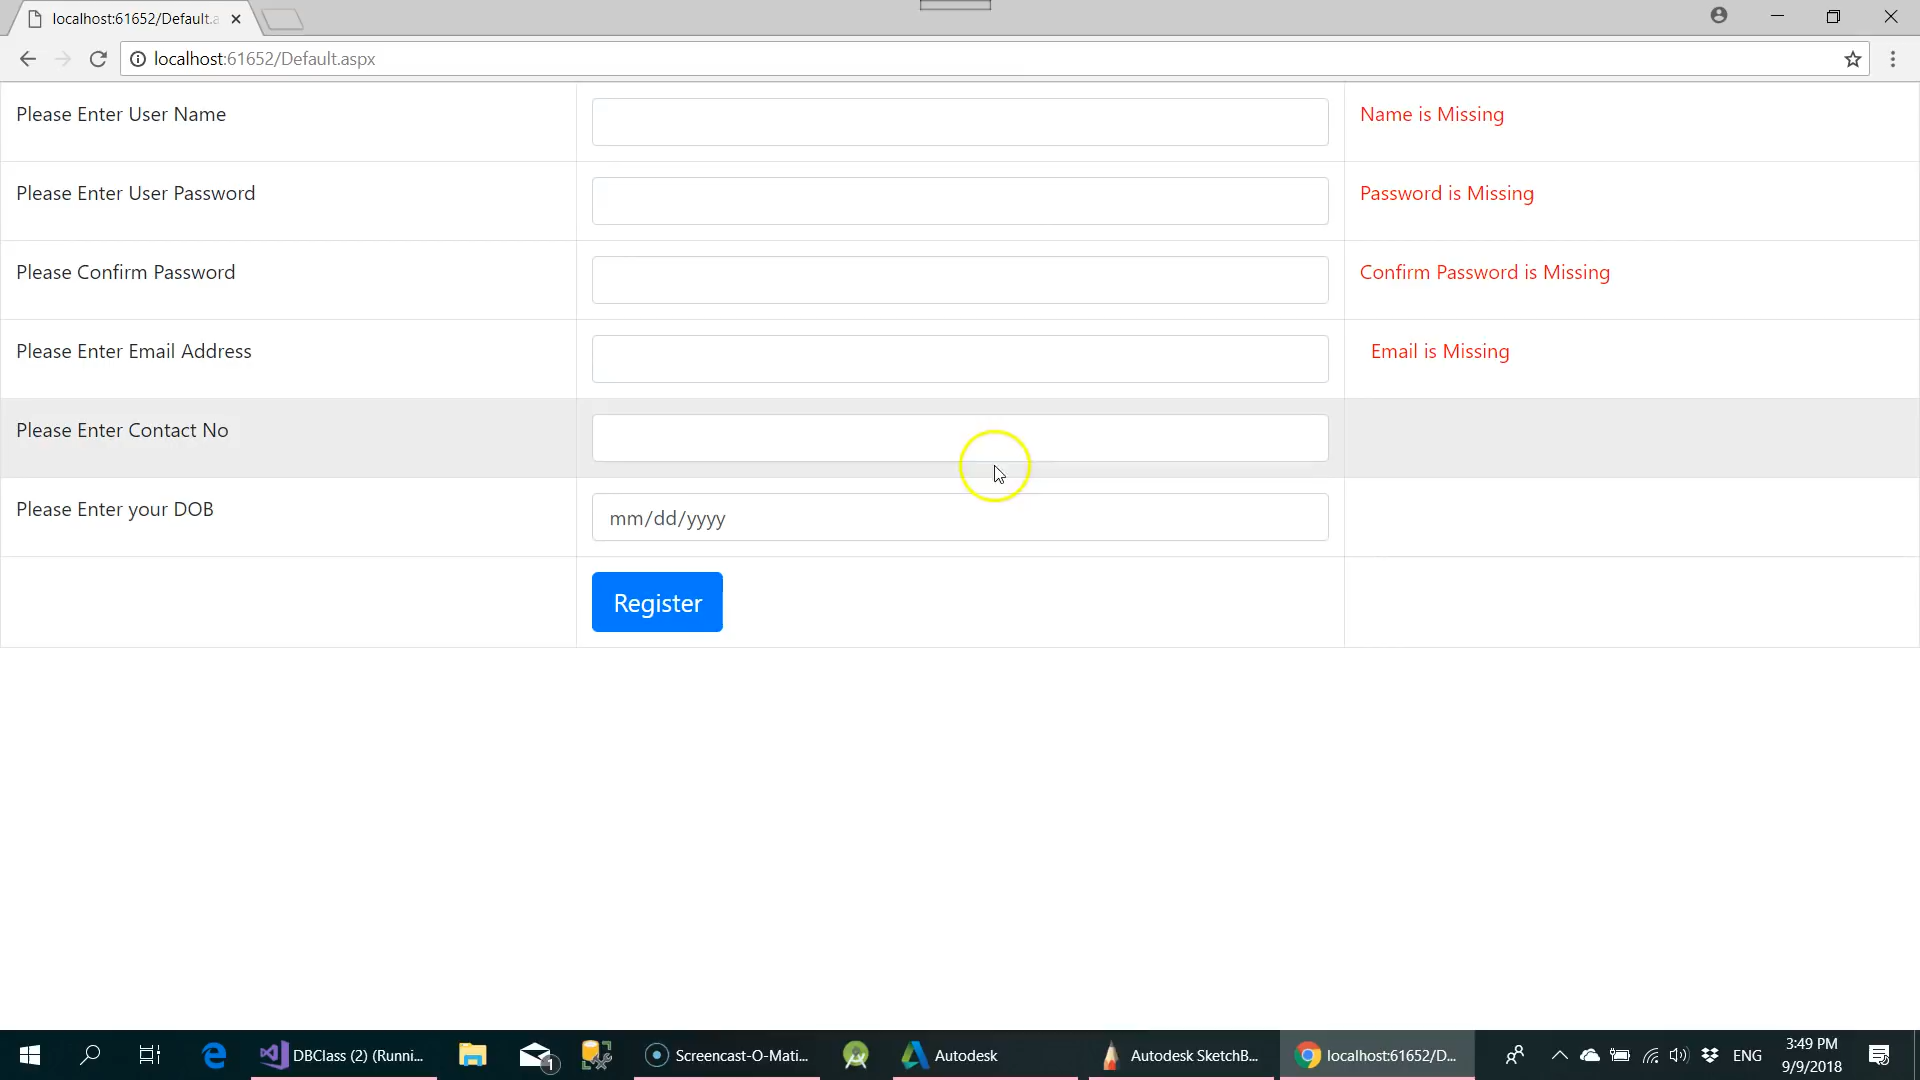 localhost:61652/Default.a
localhost:61652/Default.aspx
Please Enter User Name
Name is Missing
Please Enter User Password
Password is Missing
Please Confirm Password
Confirm Password is Missing
Please Enter Email Address
Email is Missing
Please Enter Contact No
Please Enter your DOB
mm/dd/yyyy
Register
DBClass (2) (Runni...
1
Screencast-O-Mati...
Autodesk
Autodesk SketchB...
localhost:61652/D...
ENG
3:49 PM
9/9/2018